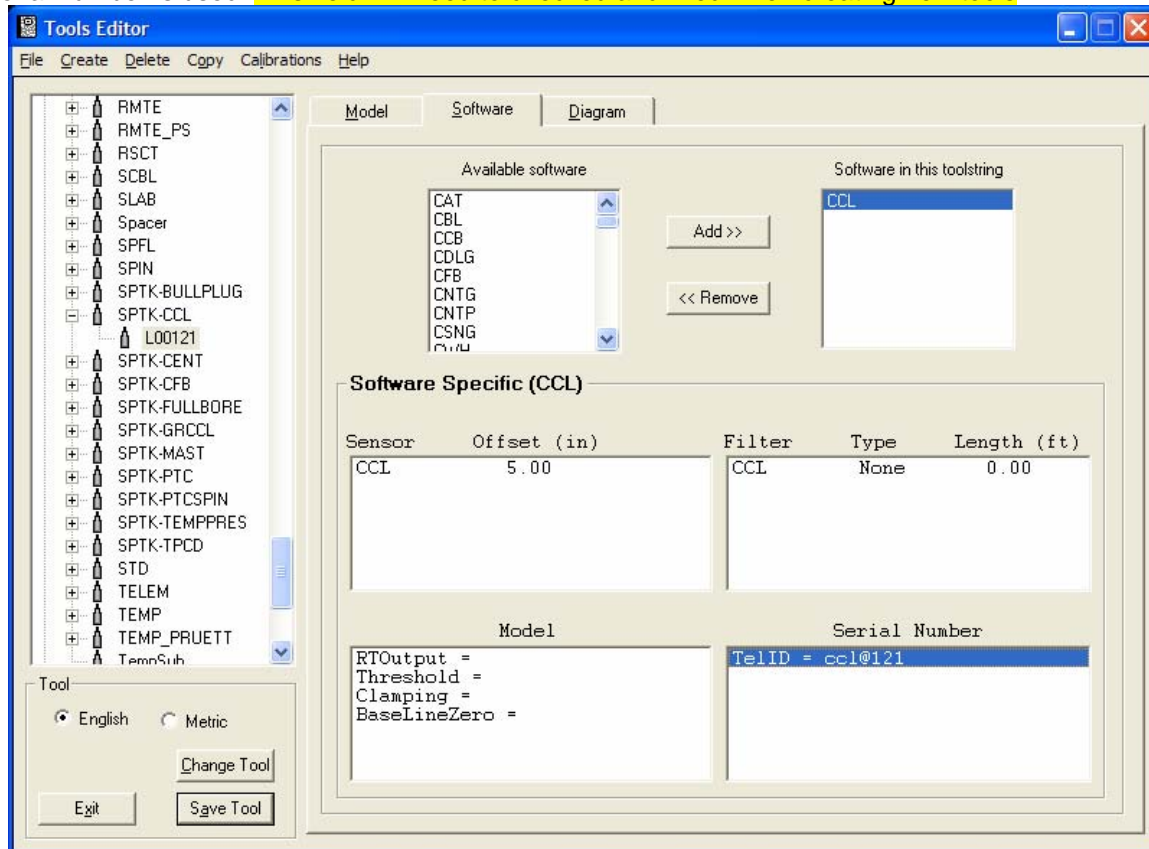 Tools Editor
File Create Delete Copy Calibrations Help
RMTE
RMTE_PS
RSCT
SCBL
SLAB
Spacer
SPFL
SPIN
SPTK-BULLPLUG
SPTK-CCL
L00121
SPTK-CENT
SPTK-CFB
SPTK-FULLBORE
SPTK-GRCCL
SPTK-MAST
SPTK-PTC
SPTK-PTCSPIN
SPTK-TEMPPRES
SPTK-TPCD
STD
TELEM
TEMP
TEMP_PRUETT
TempSub
Tool
English Metric
Change Tool
Exit Save Tool
Model Software Diagram
Available software
CAT
CBL
CCB
CDLG
CFB
CNTG
CNTP
CSNG
Add >>
<< Remove
Software in this toolstring
CCL
Software Specific (CCL)
Sensor Offset (in)
CCL 5.00
Filter Type Length (ft)
CCL None 0.00
Model
RTOutput =
Threshold =
Clamping =
BaseLineZero =
Serial Number
TelID = ccl@121